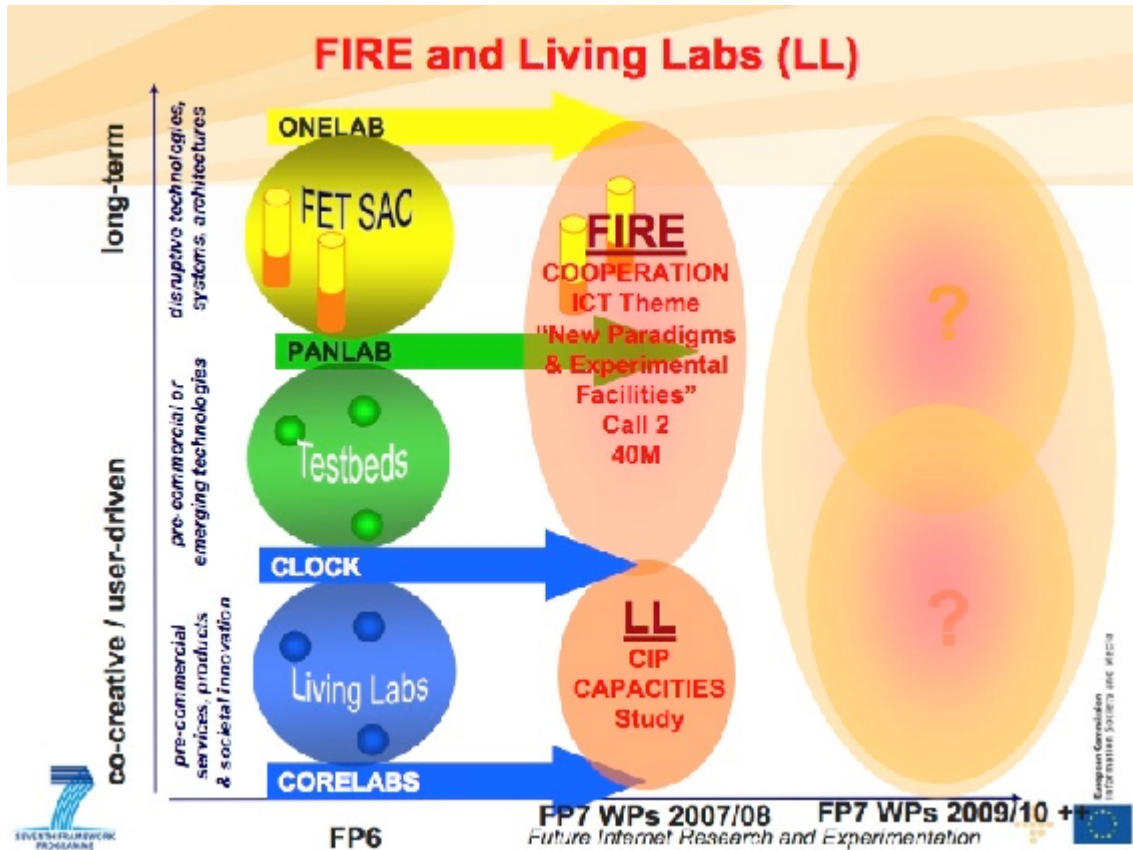 FIRE and Living Labs (LL)
long-term
disruptive technologies,
systems, architectures
ONELAB
FET SAC
FIRE
COOPERATION
ICT Theme
"New Paradigms
& Experimental
Facilities"
Call 2
40M
?
PANLAB
pre-commercial or
emerging technologies
Testbeds
co-creative / user-driven
CLOCK
pre-commercial
services, products
& societal innovation
Living Labs
LL
CIP
CAPACITIES
Study
?
CORELABS
European Commission
Information Society and Media
SEVENTH FRAMEWORK
PROGRAMME
FP6
FP7 WPs 2007/08
FP7 WPs 2009/10 ++
Future Internet Research and Experimentation